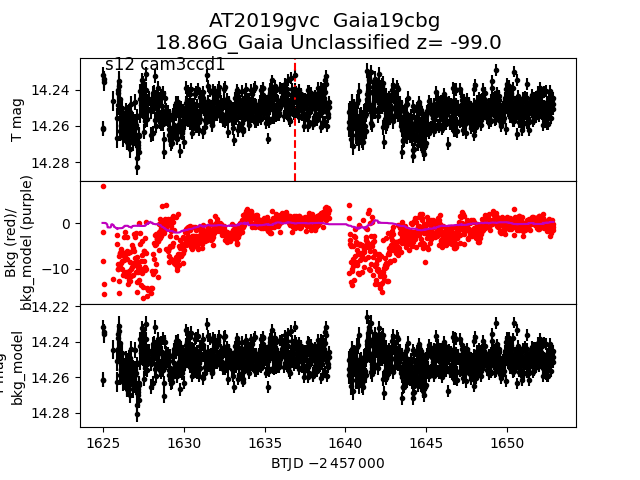 AT2019gvc Gaia19cbg
18.86G_Gaia Unclassified z= -99.0
s12 cam3ccd1
T mag
14.24
14.26
14.28
Bkg (red)/
bkg_model (purple)
0
−10
mag
bkg_model
14.22
14.24
14.26
14.28
1625
1630
1635
1640
1645
1650
BTJD −2 457 000